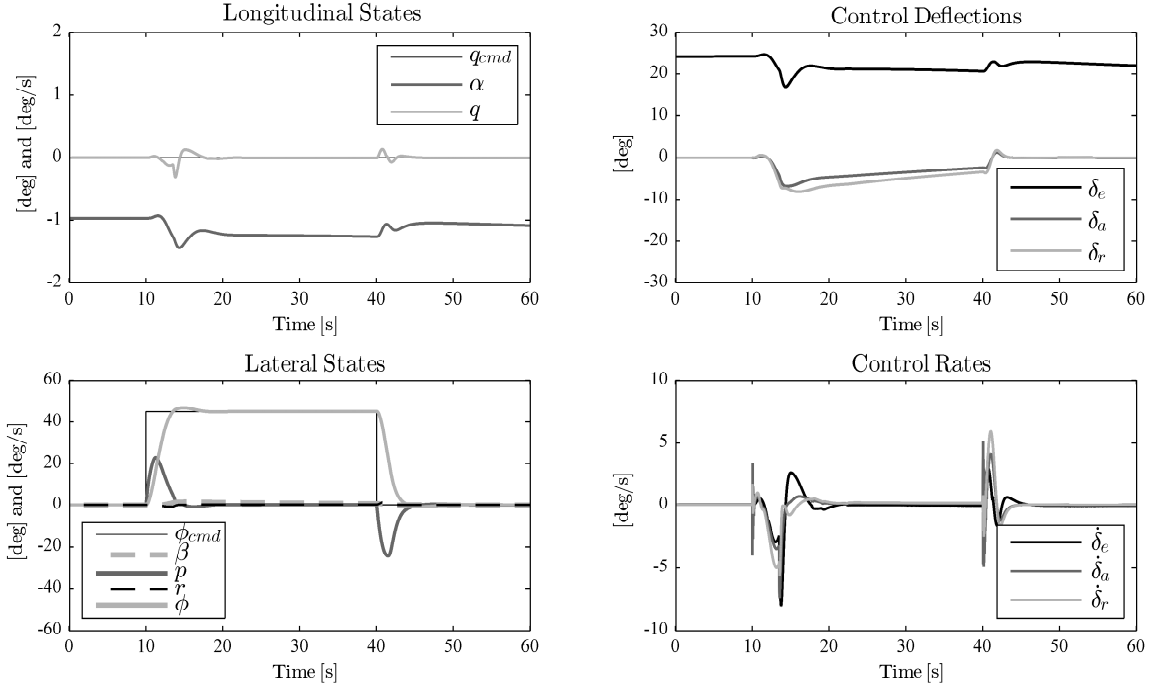 Longitudinal States
[deg] and [deg/s]
2
1
0
-1
-2
0 10 20 30 40 50 60
Time [s]
q_cmd
α
q
Control Deflections
[deg]
30
20
10
0
-10
-20
-30
0 10 20 30 40 50 60
Time [s]
δ_e
δ_a
δ_r
Lateral States
[deg] and [deg/s]
60
40
20
0
-20
-40
-60
0 10 20 30 40 50 60
Time [s]
ϕ_cmd
β
p
r
ϕ
Control Rates
[deg/s]
10
5
0
-5
-10
0 10 20 30 40 50 60
Time [s]
δ̇_e
δ̇_a
δ̇_r